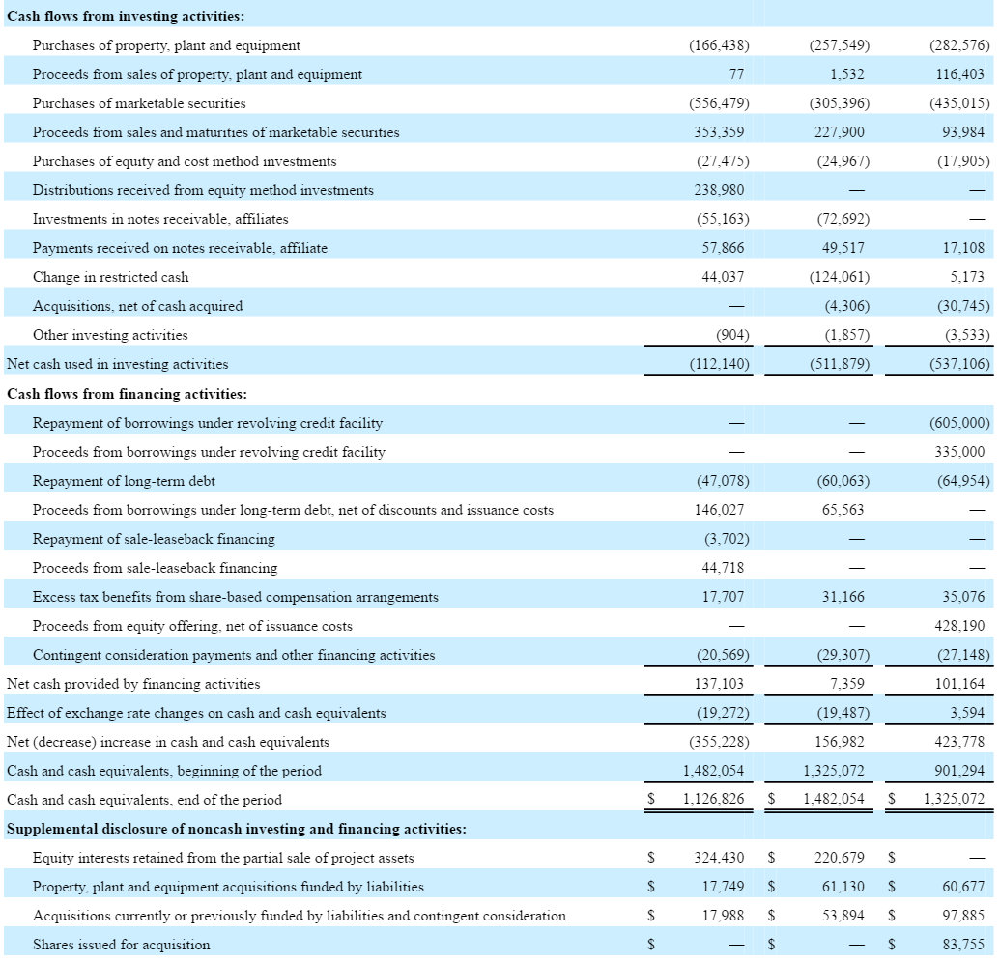 Cash flows from investing activities:
Purchases of property, plant and equipment (166,438) (257,549) (282,576)
Proceeds from sales of property, plant and equipment 77 1,532 116,403
Purchases of marketable securities (556,479) (305,396) (435,015)
Proceeds from sales and maturities of marketable securities 353,359 227,900 93,984
Purchases of equity and cost method investments (27,475) (24,967) (17,905)
Distributions received from equity method investments 238,980 — —
Investments in notes receivable, affiliates (55,163) (72,692) —
Payments received on notes receivable, affiliate 57,866 49,517 17,108
Change in restricted cash 44,037 (124,061) 5,173
Acquisitions, net of cash acquired — (4,306) (30,745)
Other investing activities (904) (1,857) (3,533)
Net cash used in investing activities (112,140) (511,879) (537,106)
Cash flows from financing activities:
Repayment of borrowings under revolving credit facility — — (605,000)
Proceeds from borrowings under revolving credit facility — — 335,000
Repayment of long-term debt (47,078) (60,063) (64,954)
Proceeds from borrowings under long-term debt, net of discounts and issuance costs 146,027 65,563 —
Repayment of sale-leaseback financing (3,702) — —
Proceeds from sale-leaseback financing 44,718 — —
Excess tax benefits from share-based compensation arrangements 17,707 31,166 35,076
Proceeds from equity offering, net of issuance costs — — 428,190
Contingent consideration payments and other financing activities (20,569) (29,307) (27,148)
Net cash provided by financing activities 137,103 7,359 101,164
Effect of exchange rate changes on cash and cash equivalents (19,272) (19,487) 3,594
Net (decrease) increase in cash and cash equivalents (355,228) 156,982 423,778
Cash and cash equivalents, beginning of the period 1,482,054 1,325,072 901,294
Cash and cash equivalents, end of the period $ 1,126,826 $ 1,482,054 $ 1,325,072
Supplemental disclosure of noncash investing and financing activities:
Equity interests retained from the partial sale of project assets $ 324,430 $ 220,679 $ —
Property, plant and equipment acquisitions funded by liabilities $ 17,749 $ 61,130 $ 60,677
Acquisitions currently or previously funded by liabilities and contingent consideration $ 17,988 $ 53,894 $ 97,885
Shares issued for acquisition $ — $ — $ 83,755